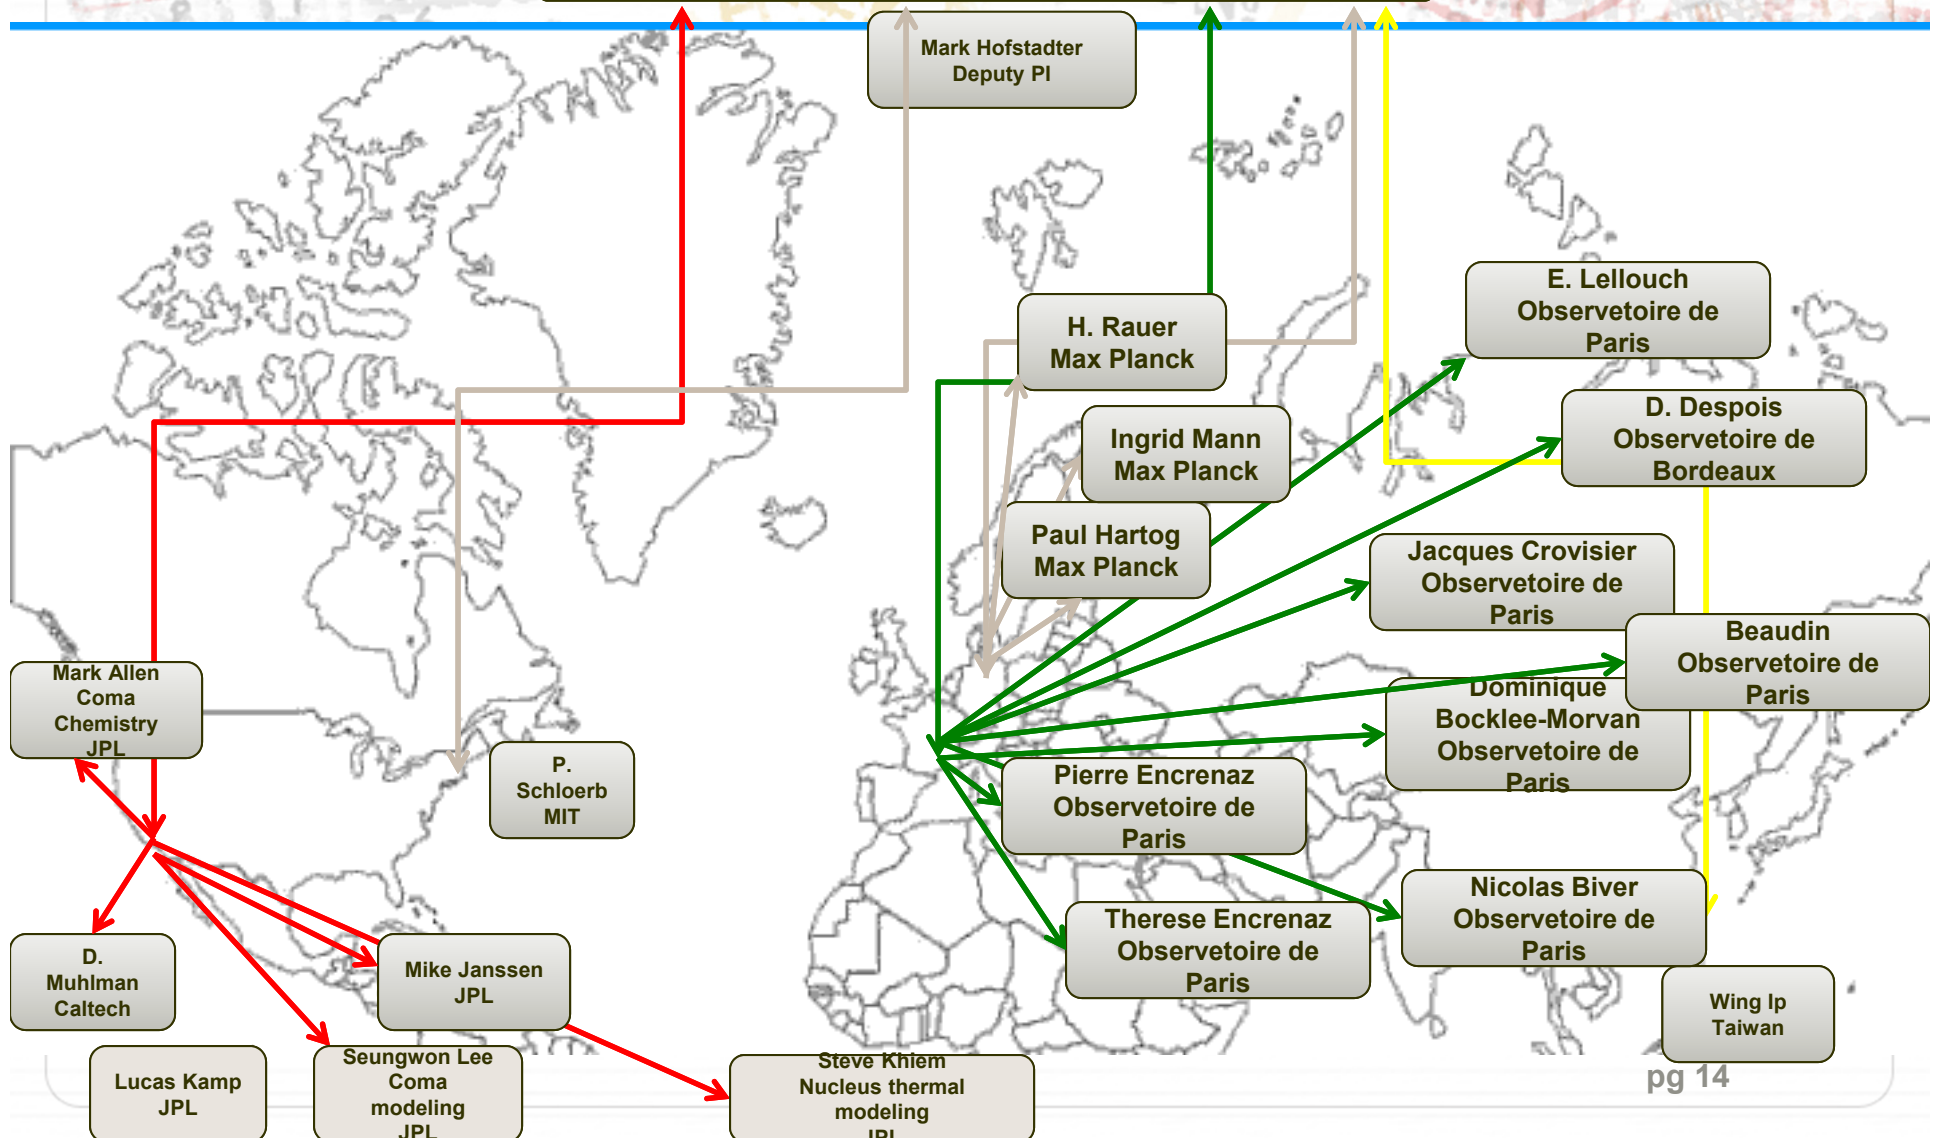 Mark Hofstadter
Deputy PI
E. Lellouch
Observetoire de
Paris
H. Rauer
Max Planck
D. Despois
Observetoire de
Bordeaux
Ingrid Mann
Max Planck
Paul Hartog
Max Planck
Jacques Crovisier
Observetoire de
Paris
Beaudin
Observetoire de
Paris
Mark Allen
Coma
Chemistry
JPL
Dominique
Bocklee-Morvan
Observetoire de
Paris
P.
Schloerb
MIT
Pierre Encrenaz
Observetoire de
Paris
Nicolas Biver
Observetoire de
Paris
Therese Encrenaz
Observetoire de
Paris
D.
Muhlman
Caltech
Mike Janssen
JPL
Wing Ip
Taiwan
Lucas Kamp
JPL
Seungwon Lee
Coma
modeling
JPL
Steve Khiem
Nucleus thermal
modeling
JPL
pg 14